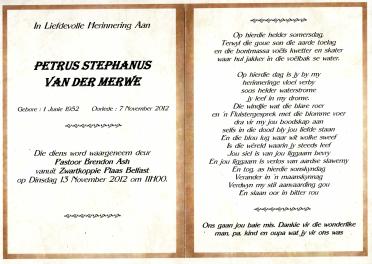 In Liefdevolle Herinnering Aan
PETRUS STEPHANUS
VAN DER MERWE
Gebore : 1 Junie 1952 Oorlede : 7 November 2012
Die diens word waargeneem deur
Pastoor Brendon Ash
vanuit Zwartkoppie Plaas Belfast
op Dinsdag 13 November 2012 om 11H00.
Op hierdie helder somersdag,
Terwyl die goue son die aarde toelag
en die bontmassa voëls kwetter en skater
waar hul jakker in die voëlbak se water.
Op hierdie dag is jy by my
herinneringe vloei verby
soos helder waterstrome
jy leef in my drome.
Die windjie wat die blare roer
en 'n Fluistergesprek met die blomme voer
dra vir my jou boodskap aan
selfs in die dood bly jou liefde staan
En die blou lug waar wit wolke sweef
Is die wêreld waarin jy steeds leef
Jou siel is van jou liggaam bevry
En jou liggaam is verlos van aardse slawerny
En tog, as hierdie sonskyndag
Verander in 'n maanskynnag
Verdwyn my stil aanvaarding gou
En slaan oor in bitter rou
Ons gaan jou baie mis. Dankie vir die wonderlike
man, pa, kind en oupa wat jy vir ons was